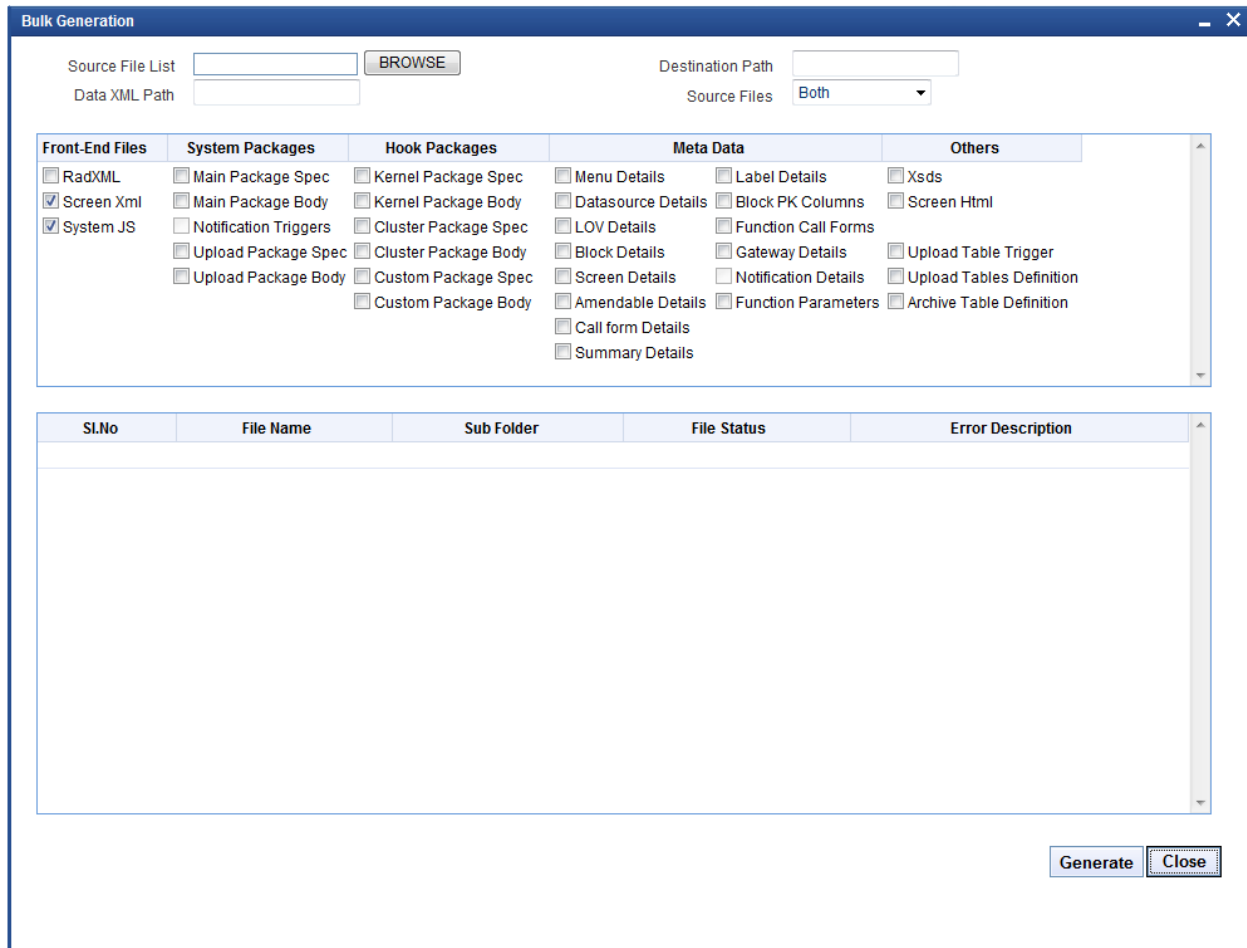 Bulk Generation
Source File List BROWSE Destination Path
Data XML Path Source Files Both
Front-End Files System Packages Hook Packages Meta Data Others
RadXML Main Package Spec Kernel Package Spec Menu Details Label Details Xsds
Screen Xml Main Package Body Kernel Package Body Datasource Details Block PK Columns Screen Html
System JS Notification Triggers Cluster Package Spec LOV Details Function Call Forms
Upload Package Spec Cluster Package Body Block Details Gateway Details Upload Table Trigger
Upload Package Body Custom Package Spec Screen Details Notification Details Upload Tables Definition
Custom Package Body Amendable Details Function Parameters Archive Table Definition
Call form Details
Summary Details
Sl.No File Name Sub Folder File Status Error Description
Generate Close